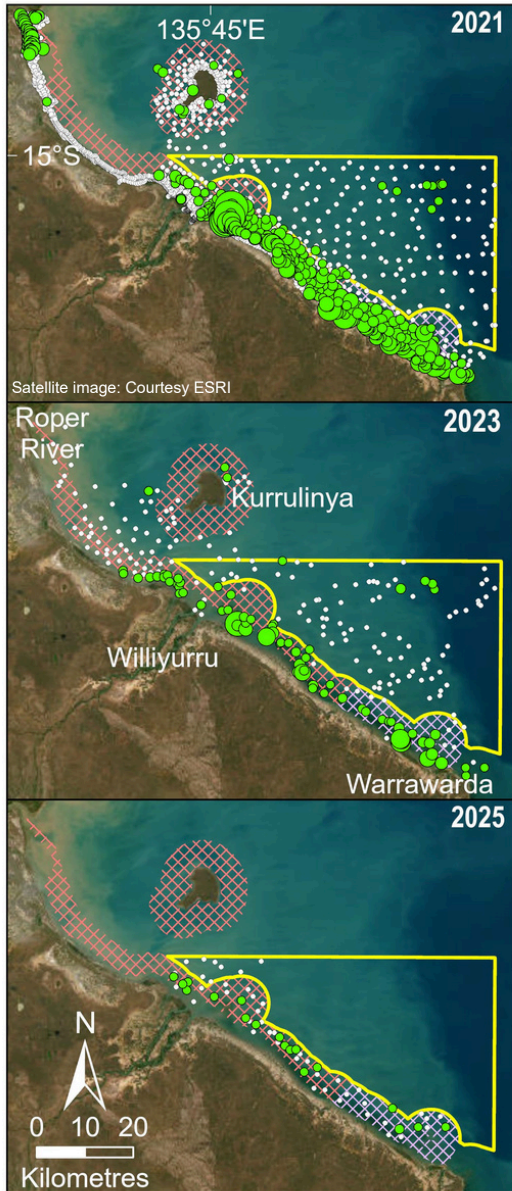 135°45'E
2021
15°S
Satellite image: Courtesy ESRI
Roper
River
2023
Kurrulinya
Williyurru
Warrawarda
2025
N
0 10 20
Kilometres